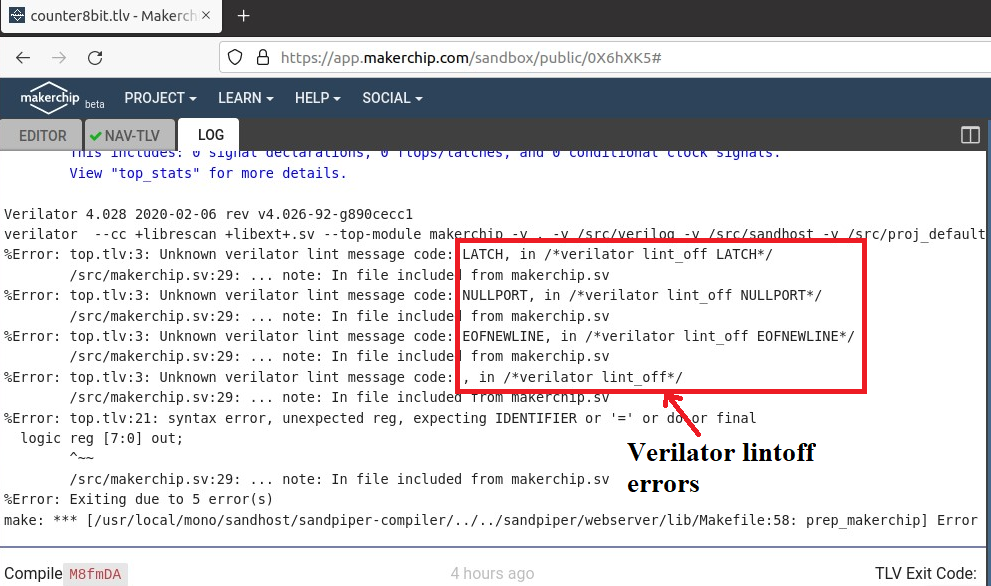 counter8bit.tlv - Makerch
https://app.makerchip.com/sandbox/public/0X6hXK5#
makerchip beta PROJECT LEARN HELP SOCIAL
EDITOR NAV-TLV LOG
This includes: 0 signal declarations, 0 flops/latches, and 0 conditional clock signals.
View "top_stats" for more details.
Verilator 4.028 2020-02-06 rev v4.026-92-g890cecc1
verilator --cc +librescan +libext+.sv --top-module makerchip -y . -y /src/verilog -y /src/sandhost -y /src/proj_default
%Error: top.tlv:3: Unknown verilator lint message code: LATCH, in /*verilator lint_off LATCH*/
/src/makerchip.sv:29: ... note: In file included from makerchip.sv
%Error: top.tlv:3: Unknown verilator lint message code: NULLPORT, in /*verilator lint_off NULLPORT*/
/src/makerchip.sv:29: ... note: In file included from makerchip.sv
%Error: top.tlv:3: Unknown verilator lint message code: EOFNEWLINE, in /*verilator lint_off EOFNEWLINE*/
/src/makerchip.sv:29: ... note: In file included from makerchip.sv
%Error: top.tlv:3: Unknown verilator lint message code: , in /*verilator lint_off*/
/src/makerchip.sv:29: ... note: In file included from makerchip.sv
%Error: top.tlv:21: syntax error, unexpected reg, expecting IDENTIFIER or '=' or do or final
logic reg [7:0] out;
^~~
/src/makerchip.sv:29: ... note: In file included from makerchip.sv
Verilator lintoff
errors
%Error: Exiting due to 5 error(s)
make: *** [/usr/local/mono/sandhost/sandpiper-compiler/../../sandpiper/webserver/lib/Makefile:58: prep_makerchip] Error
Compile M8fmDA 4 hours ago TLV Exit Code: